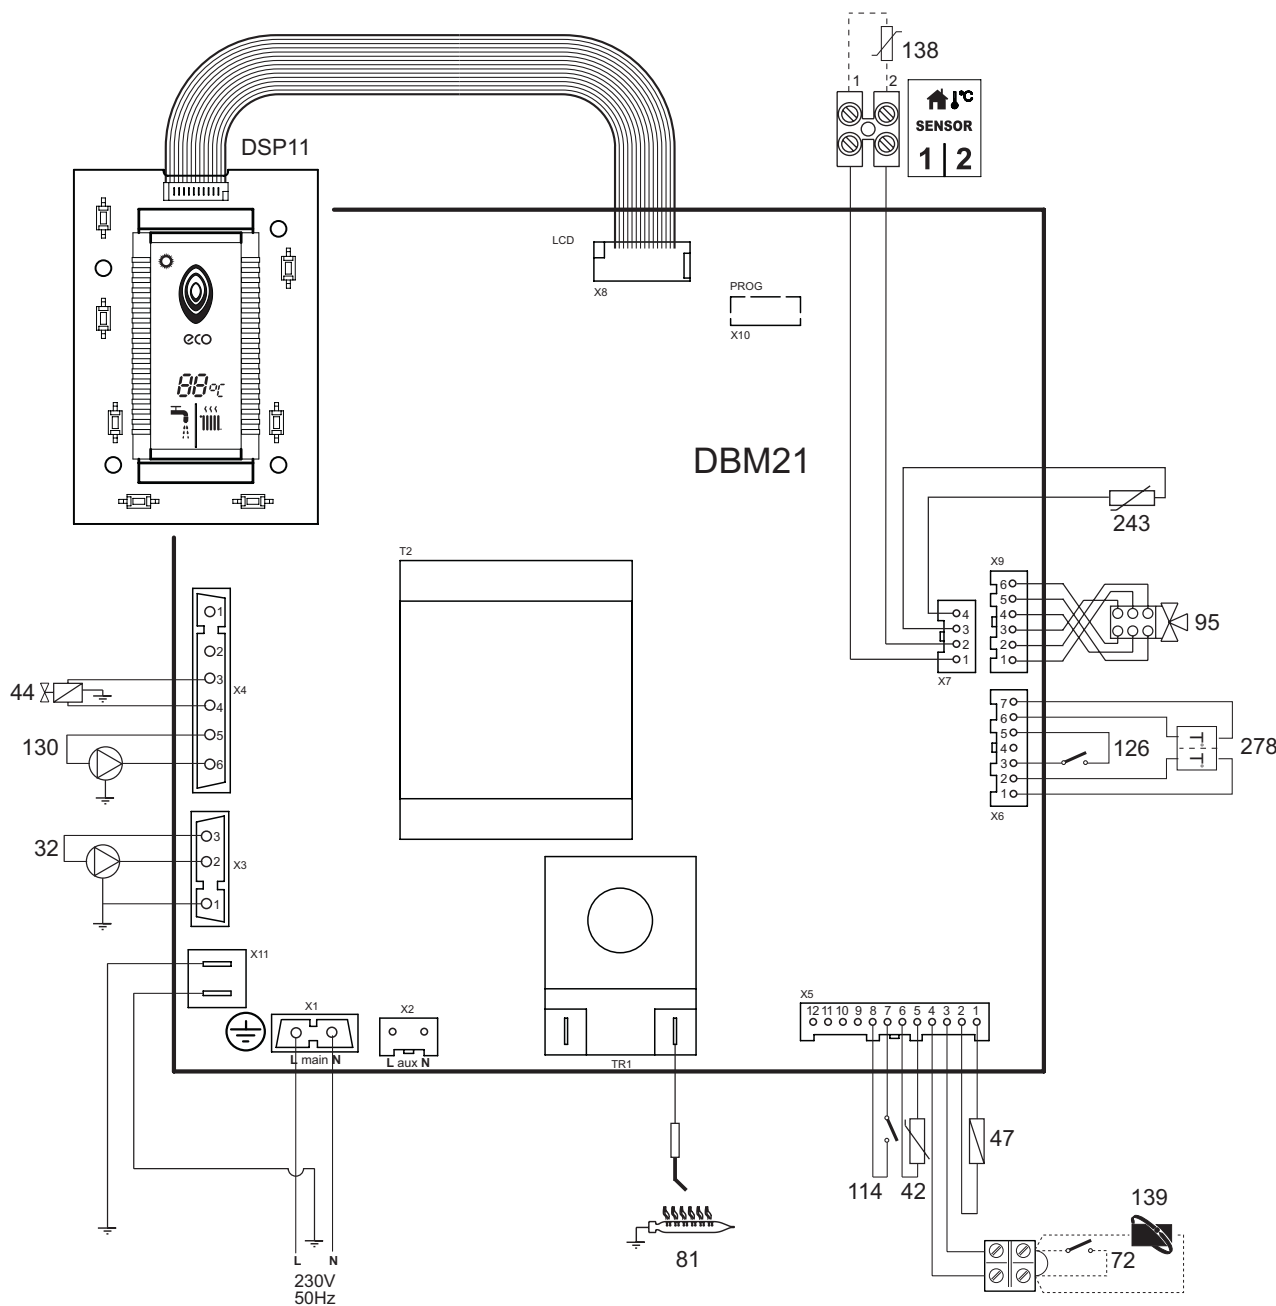 138
1 2
°C
SENSOR
1 | 2
DSP11
LCD
X8
PROG
X10
eco
88°C
DBM21
243
T2
X9
6
5
4
3
2
1
95
4
3
2
1
X7
1
2
3
4
5
6
X4
44
130
7
6
5
4
3
2
1
X6
126
278
3
2
1
X3
32
X11
X1
L main N
X2
L aux N
TR1
X5
12 11 10 9 8 7 6 5 4 3 2 1
114
42
47
139
72
81
L N
230V
50Hz